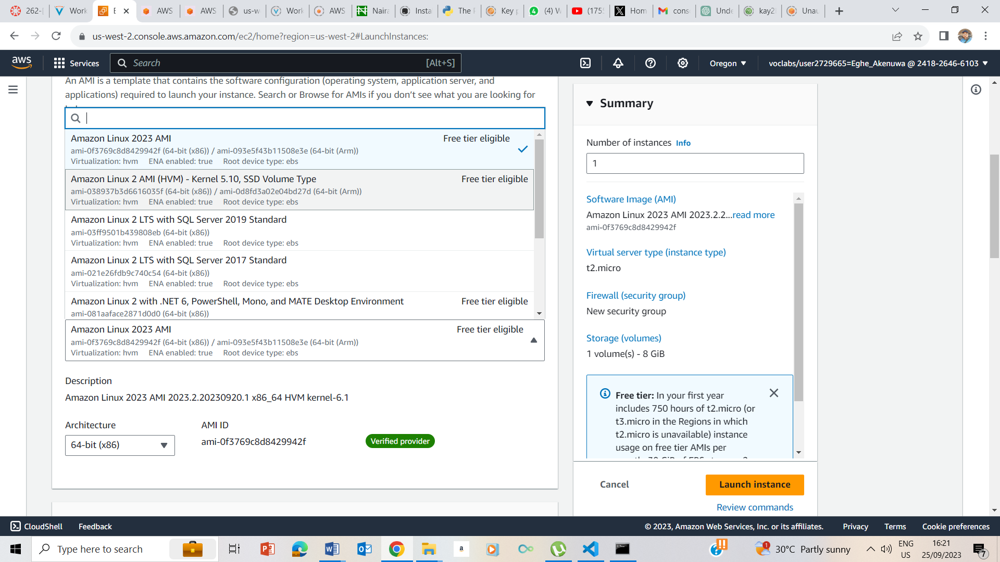 262-[
Work
E
AWS
AWS
us-w
Work
AWS
Naira
Insta
The P
Key p
(4) W
(175
Hom
cons
Unde
kay2
Unau
us-west-2.console.aws.amazon.com/ec2/home?region=us-west-2#LaunchInstances:
aws
Services
Search
[Alt+S]
Oregon
voclabs/user2729665=Eghe_Akenuwa @ 2418-2646-6103
An AMI is a template that contains the software configuration (operating system, application server, and
applications) required to launch your instance. Search or Browse for AMIs if you don’t see what you are looking for
Amazon Linux 2023 AMI
Free tier eligible
ami-0f3769c8d8429942f (64-bit (x86)) / ami-093e5f43b11508e3e (64-bit (Arm))
Virtualization: hvm ENA enabled: true Root device type: ebs
Amazon Linux 2 AMI (HVM) - Kernel 5.10, SSD Volume Type
Free tier eligible
ami-038937b3d6616035f (64-bit (x86)) / ami-0d8fd3a02e04bd27d (64-bit (Arm))
Virtualization: hvm ENA enabled: true Root device type: ebs
Amazon Linux 2 LTS with SQL Server 2019 Standard
ami-03ff9501b439808eb (64-bit (x86))
Virtualization: hvm ENA enabled: true Root device type: ebs
Amazon Linux 2 LTS with SQL Server 2017 Standard
ami-021e26fdb9c740c54 (64-bit (x86))
Virtualization: hvm ENA enabled: true Root device type: ebs
Amazon Linux 2 with .NET 6, PowerShell, Mono, and MATE Desktop Environment
Free tier eligible
ami-081aaface2871d0d0 (64-bit (x86))
Amazon Linux 2023 AMI
Free tier eligible
ami-0f3769c8d8429942f (64-bit (x86)) / ami-093e5f43b11508e3e (64-bit (Arm))
Virtualization: hvm ENA enabled: true Root device type: ebs
Description
Amazon Linux 2023 AMI 2023.2.20230920.1 x86_64 HVM kernel-6.1
Architecture
AMI ID
64-bit (x86)
ami-0f3769c8d8429942f
Verified provider
Summary
Number of instances Info
1
Software Image (AMI)
Amazon Linux 2023 AMI 2023.2.2...read more
ami-0f3769c8d8429942f
Virtual server type (instance type)
t2.micro
Firewall (security group)
New security group
Storage (volumes)
1 volume(s) - 8 GiB
Free tier: In your first year
includes 750 hours of t2.micro (or
t3.micro in the Regions in which
t2.micro is unavailable) instance
usage on free tier AMIs per
Cancel
Launch instance
Review commands
CloudShell
Feedback
© 2023, Amazon Web Services, Inc. or its affiliates.
Privacy
Terms
Cookie preferences
Type here to search
a
1
30°C Partly sunny
ENG
US
16:21
25/09/2023
7